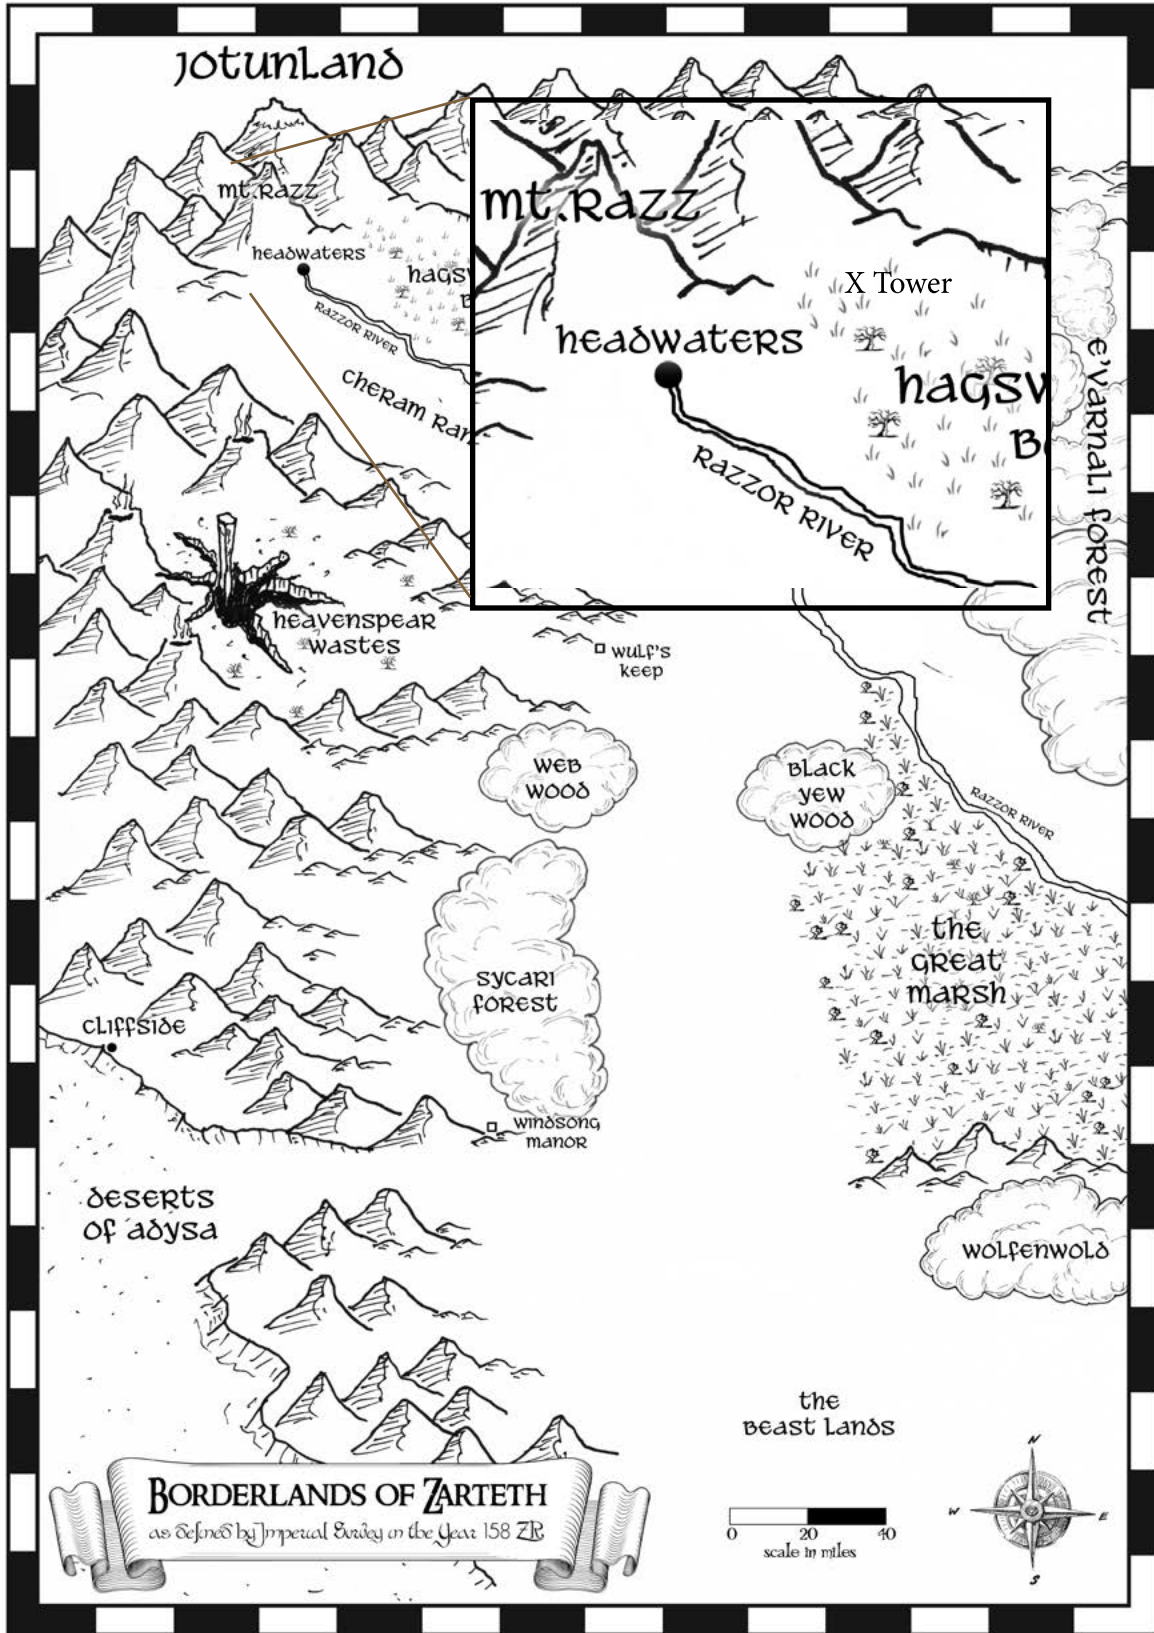 Jotunland
mt. Razz
headwaters
hagsw
B
Razzor River
cheram ran
mt. Razz
X Tower
headwaters
hagsw
Be
Razzor River
e'varnali forest
heavenspear
wastes
wulf's
keep
web
wood
black
yew
wood
Razzor River
sycari
forest
the
great
marsh
cliffside
windsong
manor
deserts
of adysa
wolfenwold
the
beast lands
Borderlands of Zarteth
as defined by Imperial Survey in the Year 158 ZR
N
W
E
S
0 20 40
scale in miles